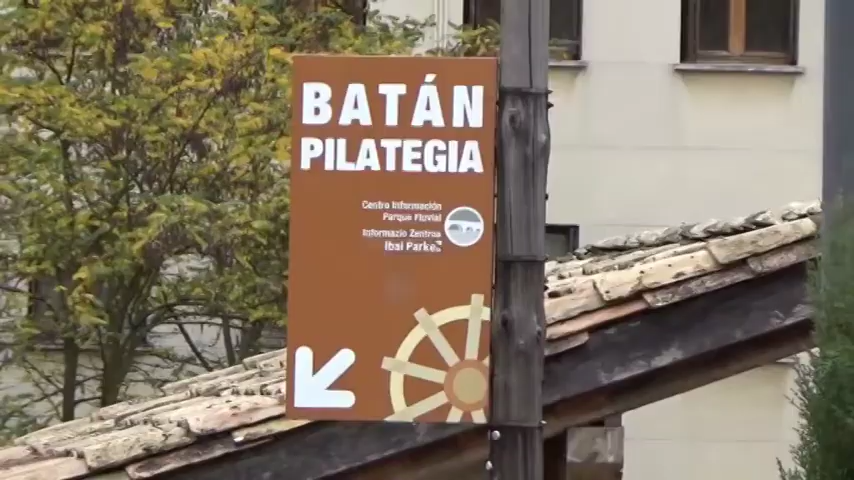 BATÁN
PILATEGIA
Centro Información
Parque Fluvial
Informazio Zentroa
Ibai Parkea